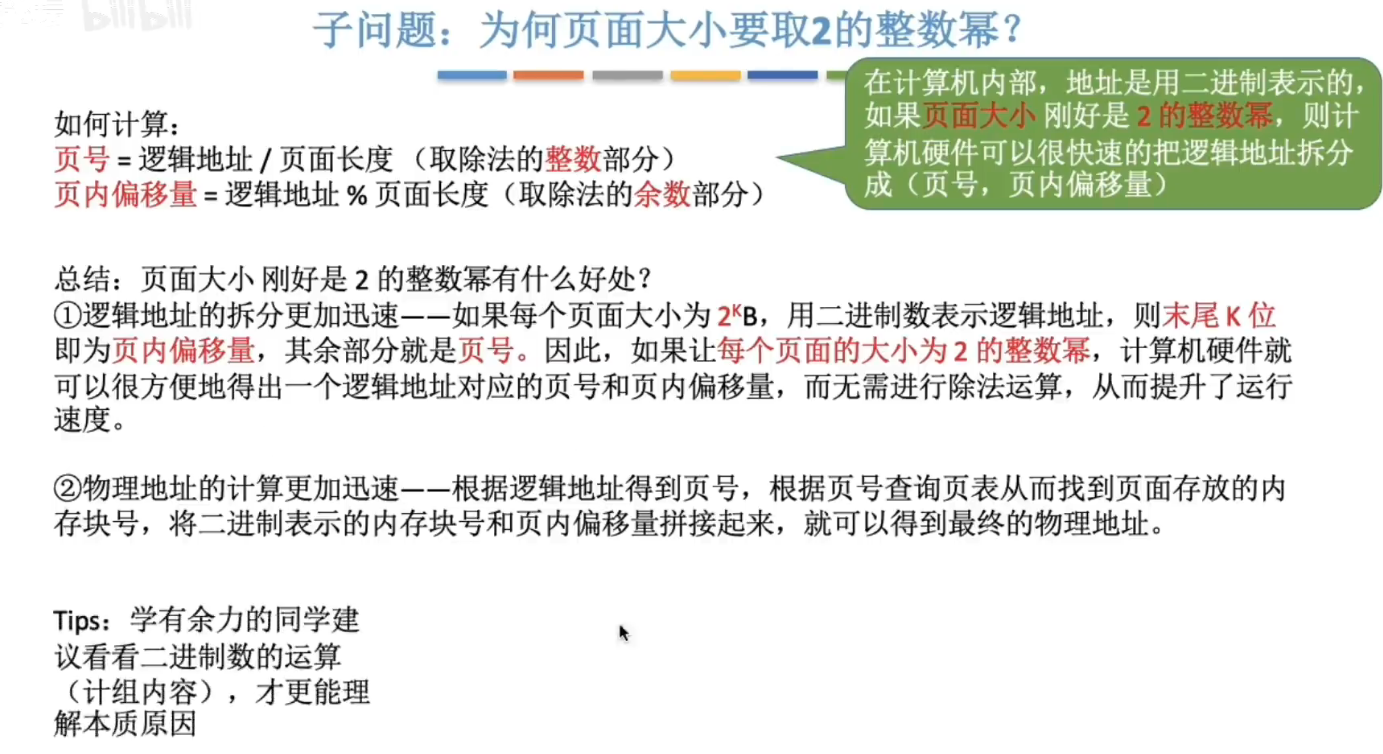 bilibili
子问题：为何页面大小要取2的整数幂？
在计算机内部，地址是用二进制表示的，
如果页面大小 刚好是 2 的整数幂，则计
算机硬件可以很快速的把逻辑地址拆分
成（页号，页内偏移量）
如何计算：
页号 = 逻辑地址 / 页面长度 （取除法的整数部分）
页内偏移量 = 逻辑地址 % 页面长度（取除法的余数部分）
总结：页面大小 刚好是 2 的整数幂有什么好处？
①逻辑地址的拆分更加迅速——如果每个页面大小为 2ᴷB，用二进制数表示逻辑地址，则末尾 K 位
即为页内偏移量，其余部分就是页号。因此，如果让每个页面的大小为 2 的整数幂，计算机硬件就
可以很方便地得出一个逻辑地址对应的页号和页内偏移量，而无需进行除法运算，从而提升了运行
速度。
②物理地址的计算更加迅速——根据逻辑地址得到页号，根据页号查询页表从而找到页面存放的内
存块号，将二进制表示的内存块号和页内偏移量拼接起来，就可以得到最终的物理地址。
Tips：学有余力的同学建
议看看二进制数的运算
（计组内容），才更能理
解本质原因